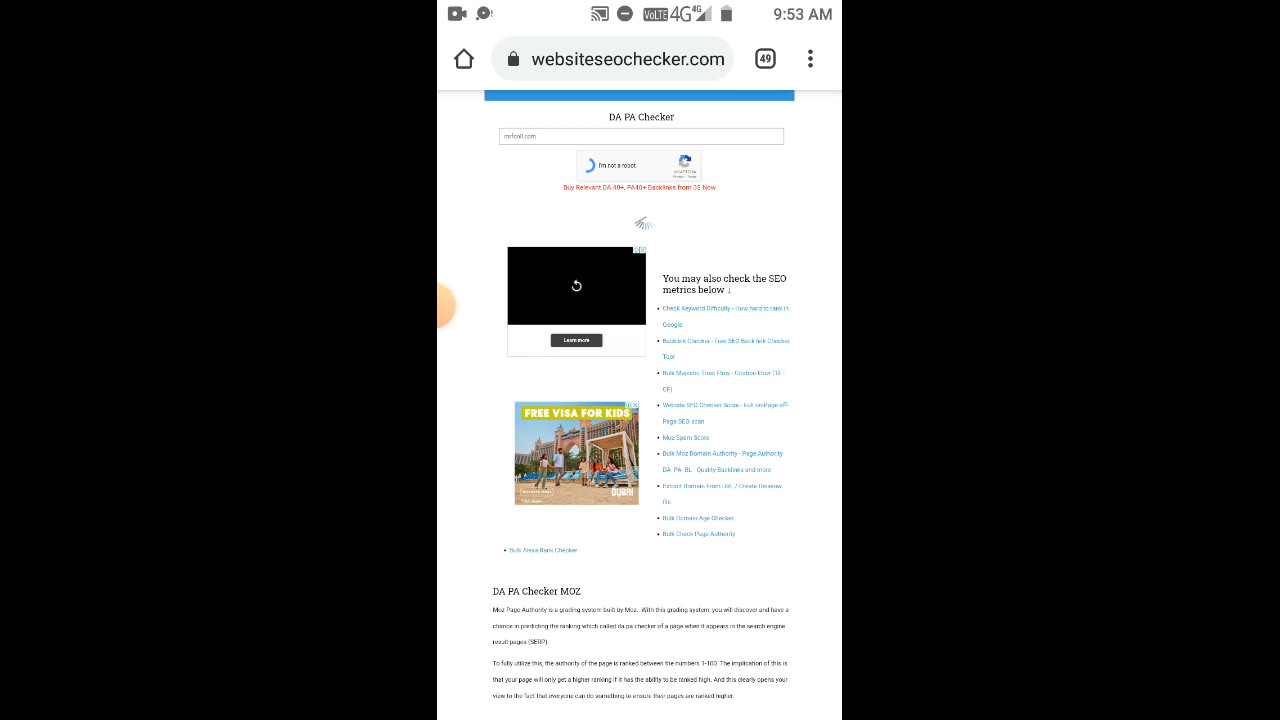 VoLTE 4G 4G 9:53 AM
websiteseochecker.com
49
DA PA Checker
mrfooll.com
I'm not a robot
reCAPTCHA
Privacy - Terms
Buy Relevant DA 40+, PA40+ Backlinks from 3$ Now.
You may also check the SEO
metrics below ↓
Check Keyword Difficulty - How hard to rank in
Google
Learn more
Backlink Checker - Free SEO Backlink Checker
Tool
Bulk Majestic Trust Flow - Citation Flow (TF -
CF)
Website SEO Checker Score - Full on-Page off-
Page SEO scan
FREE VISA FOR KIDS
DUBAI
Moz Spam Score
Bulk Moz Domain Authority - Page Authority
DA PA BL Quality Backlinks and more
Extract Domain From URL / Create Disavow
file
Bulk Domain Age Checker
Bulk Check Page Authority
Bulk Alexa Rank Checker
DA PA Checker MOZ
Moz Page Authority is a grading system built by Moz. With this grading system, you will discover and have a
chance in predicting the ranking which called da pa checker of a page when it appears in the search engine
result pages (SERP).
To fully utilize this, the authority of the page is ranked between the numbers 1-100. The implication of this is
that your page will only get a higher ranking if it has the ability to be ranked high. And this clearly opens your
view to the fact that everyone can do something to ensure their pages are ranked higher.